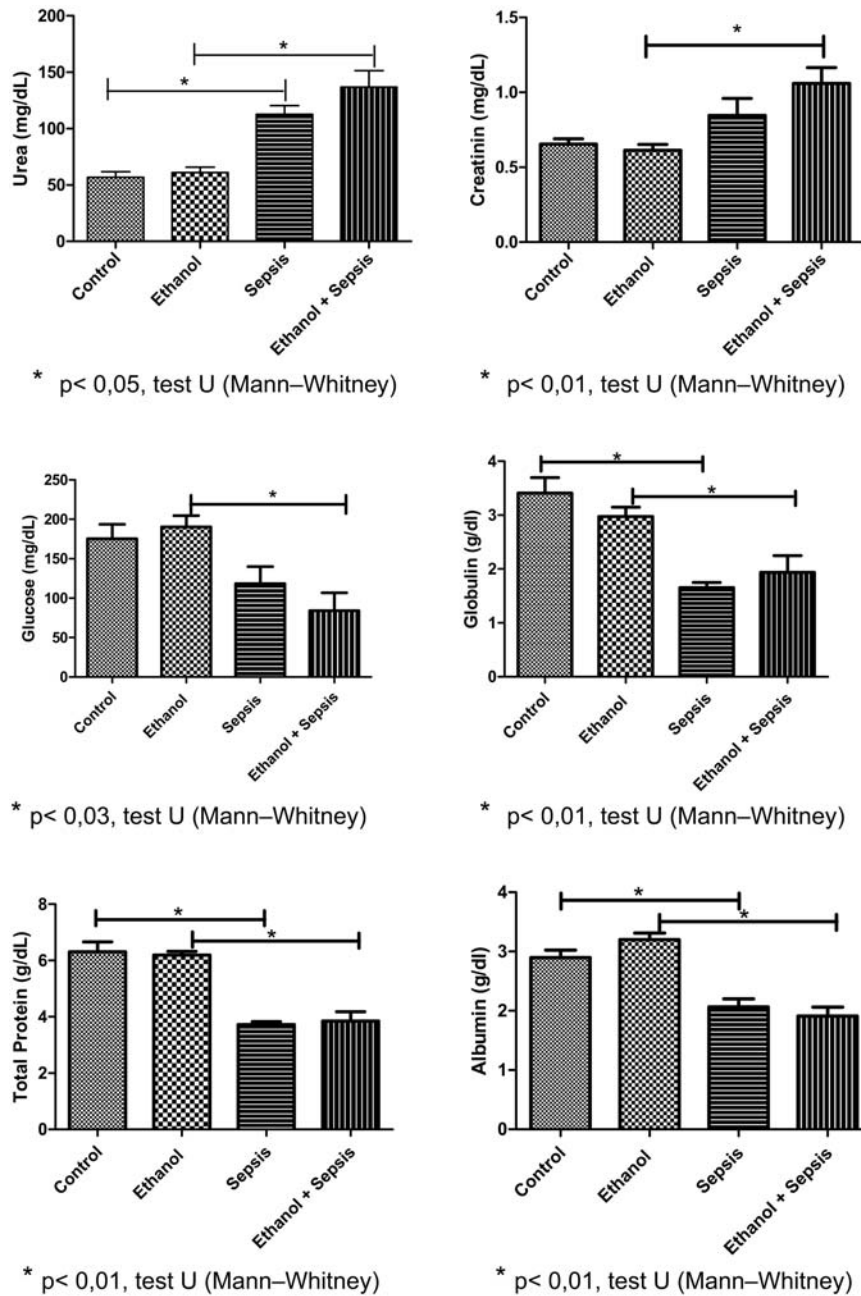 200
150
100
50
0
Urea (mg/dL)
*
*
Control
Ethanol
Sepsis
Ethanol + Sepsis
* p< 0,05, test U (Mann–Whitney)
1.5
1.0
0.5
0.0
Creatinin (mg/dL)
*
Control
Ethanol
Sepsis
Ethanol + Sepsis
* p< 0,01, test U (Mann–Whitney)
250
200
150
100
50
0
Glucose (mg/dL)
*
Control
Ethanol
Sepsis
Ethanol + Sepsis
* p< 0,03, test U (Mann–Whitney)
4
3
2
1
0
Globulin (g/dl)
*
*
Control
Ethanol
Sepsis
Ethanol + Sepsis
* p< 0,01, test U (Mann–Whitney)
8
6
4
2
0
Total Protein (g/dL)
*
*
Control
Ethanol
Sepsis
Ethanol + Sepsis
* p< 0,01, test U (Mann–Whitney)
4
3
2
1
0
Albumin (g/dl)
*
*
Control
Ethanol
Sepsis
Ethanol + Sepsis
* p< 0,01, test U (Mann–Whitney)